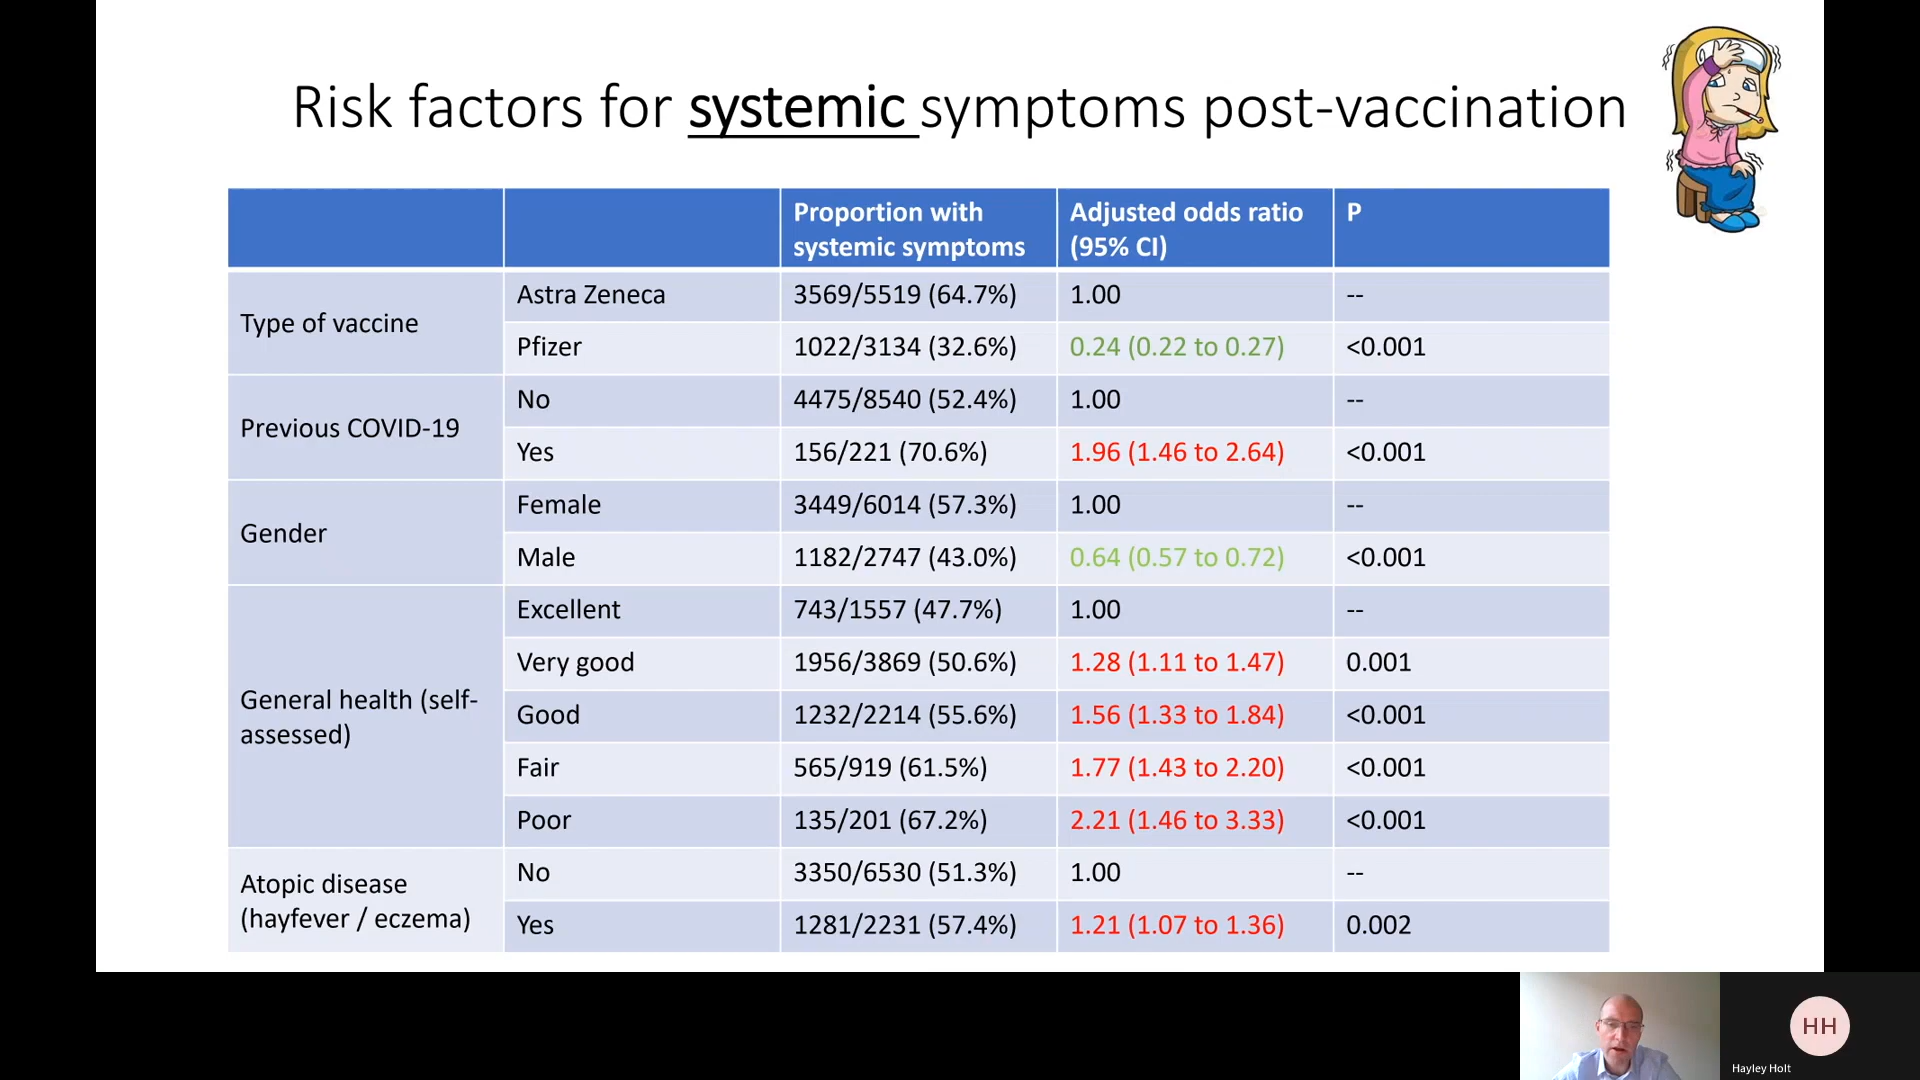 Risk factors for systemic symptoms post-vaccination
Proportion with systemic symptoms Adjusted odds ratio (95% CI) P
Type of vaccine Astra Zeneca 3569/5519 (64.7%) 1.00 --
Pfizer 1022/3134 (32.6%) 0.24 (0.22 to 0.27) <0.001
Previous COVID-19 No 4475/8540 (52.4%) 1.00 --
Yes 156/221 (70.6%) 1.96 (1.46 to 2.64) <0.001
Gender Female 3449/6014 (57.3%) 1.00 --
Male 1182/2747 (43.0%) 0.64 (0.57 to 0.72) <0.001
General health (self-assessed) Excellent 743/1557 (47.7%) 1.00 --
Very good 1956/3869 (50.6%) 1.28 (1.11 to 1.47) 0.001
Good 1232/2214 (55.6%) 1.56 (1.33 to 1.84) <0.001
Fair 565/919 (61.5%) 1.77 (1.43 to 2.20) <0.001
Poor 135/201 (67.2%) 2.21 (1.46 to 3.33) <0.001
Atopic disease (hayfever / eczema) No 3350/6530 (51.3%) 1.00 --
Yes 1281/2231 (57.4%) 1.21 (1.07 to 1.36) 0.002
HH
Hayley Holt